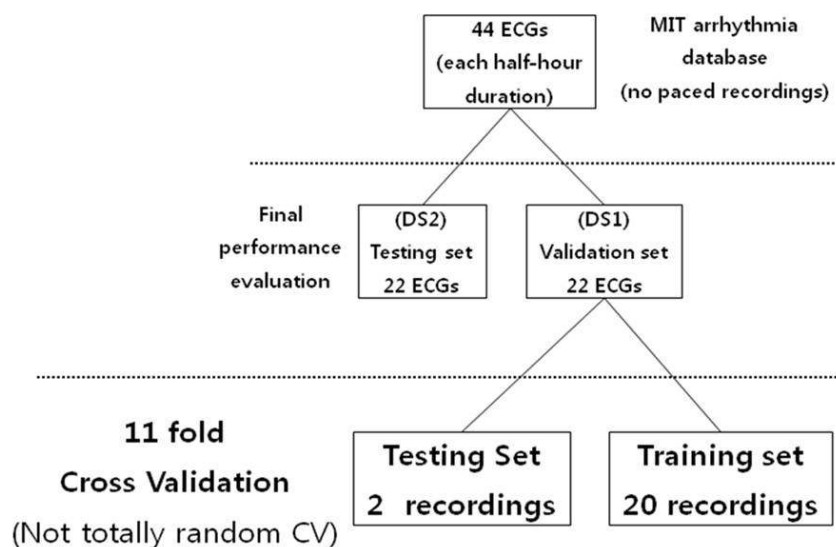 44 ECGs
(each half-hour
duration)
MIT arrhythmia
database
(no paced recordings)
Final
performance
evaluation
(DS2)
Testing set
22 ECGs
(DS1)
Validation set
22 ECGs
11 fold
Cross Validation
(Not totally random CV)
Testing Set
2 recordings
Training set
20 recordings